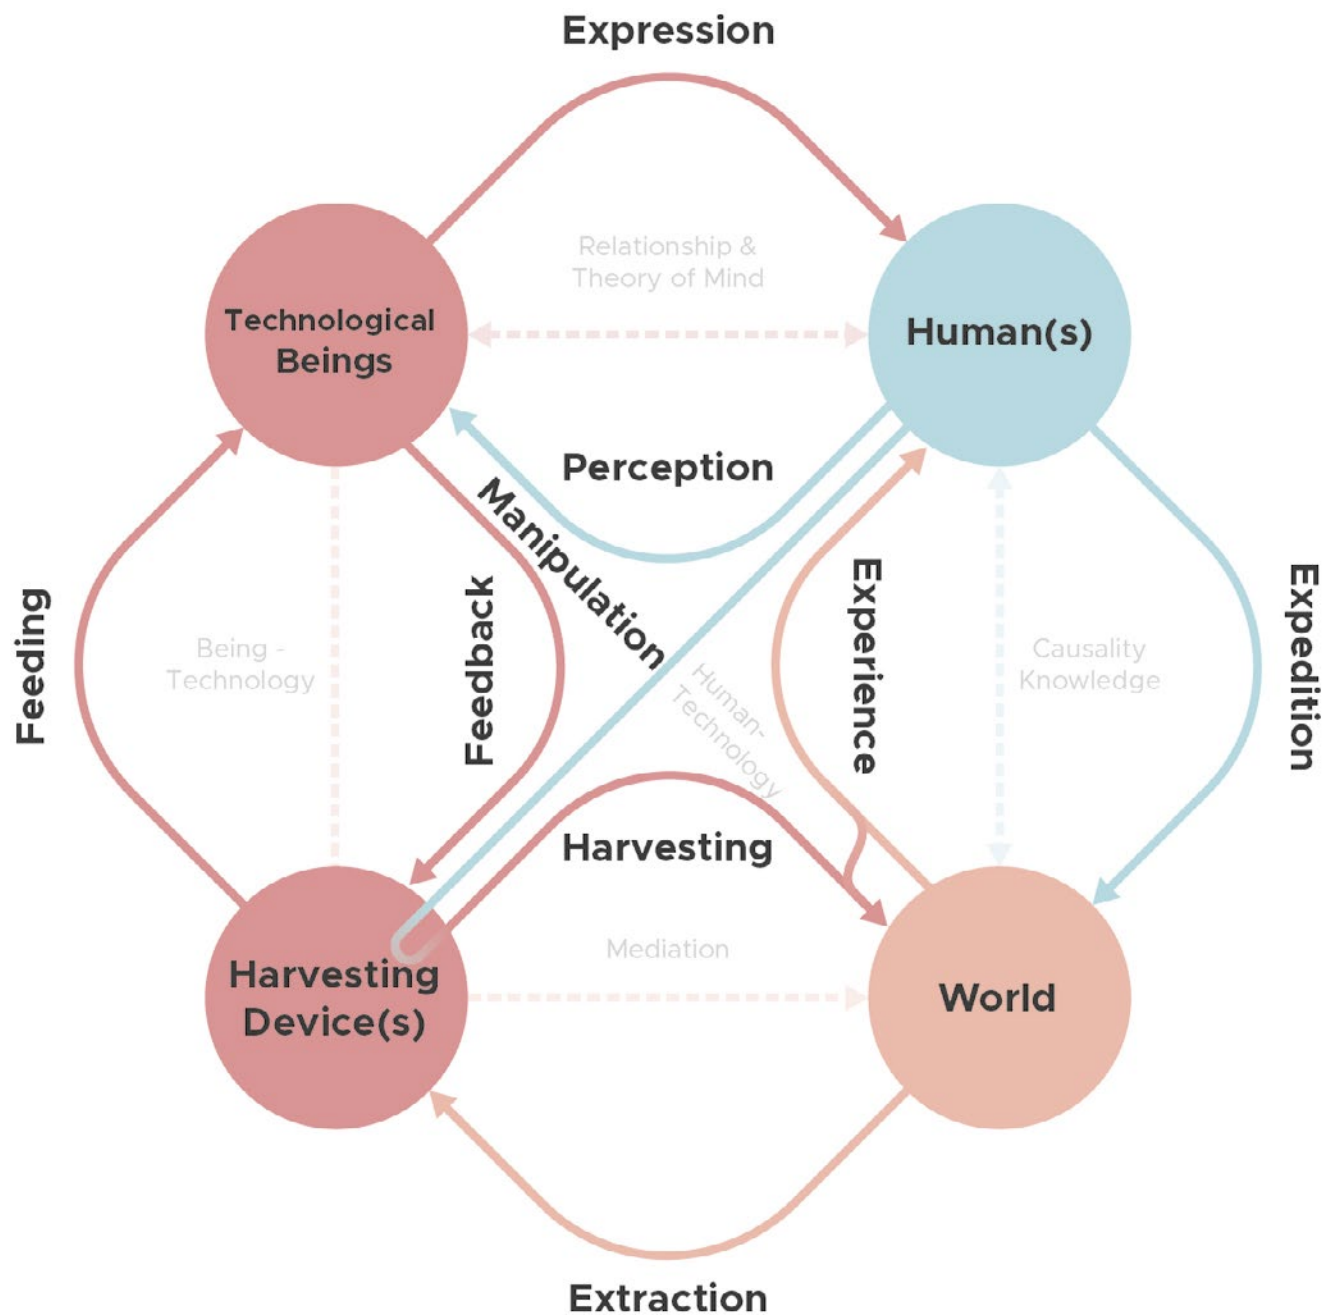 Expression
Relationship &
Theory of Mind
Technological
Beings
Human(s)
Perception
Manipulation
Feeding
Being -
Technology
Feedback
Human-
Technology
Experience
Causality
Knowledge
Expedition
Harvesting
Mediation
Harvesting
Device(s)
World
Extraction